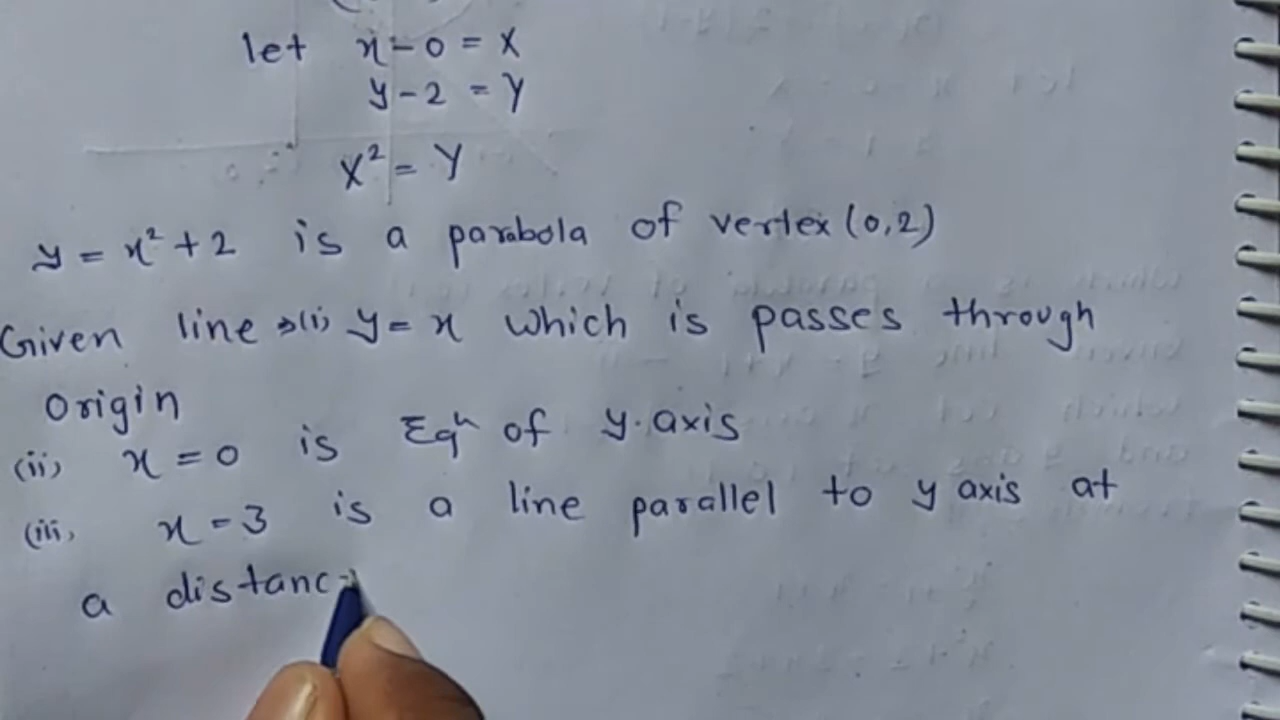 let x-0 = X
y-2 = Y
X² = Y
y = x²+2 is a parabola of vertex (0,2)
Given line →(i) y= x which is passes through
origin
(ii) x = 0 is Eqⁿ of y.axis
(iii) x = 3 is a line parallel to y axis at
a distanc